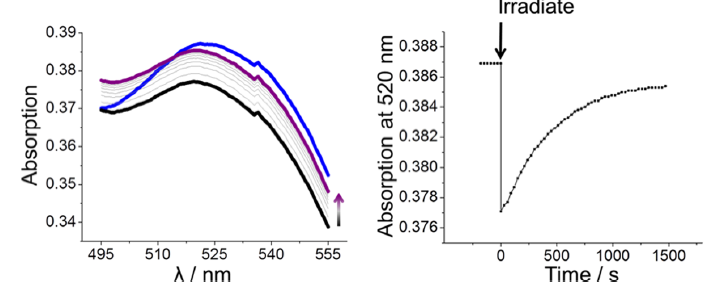 Irradiate
0.39
0.38
0.37
0.36
0.35
0.34
Absorption
495 510 525 540 555
λ / nm
0.388
0.386
0.384
0.382
0.380
0.378
0.376
Absorption at 520 nm
0 500 1000 1500
Time / s